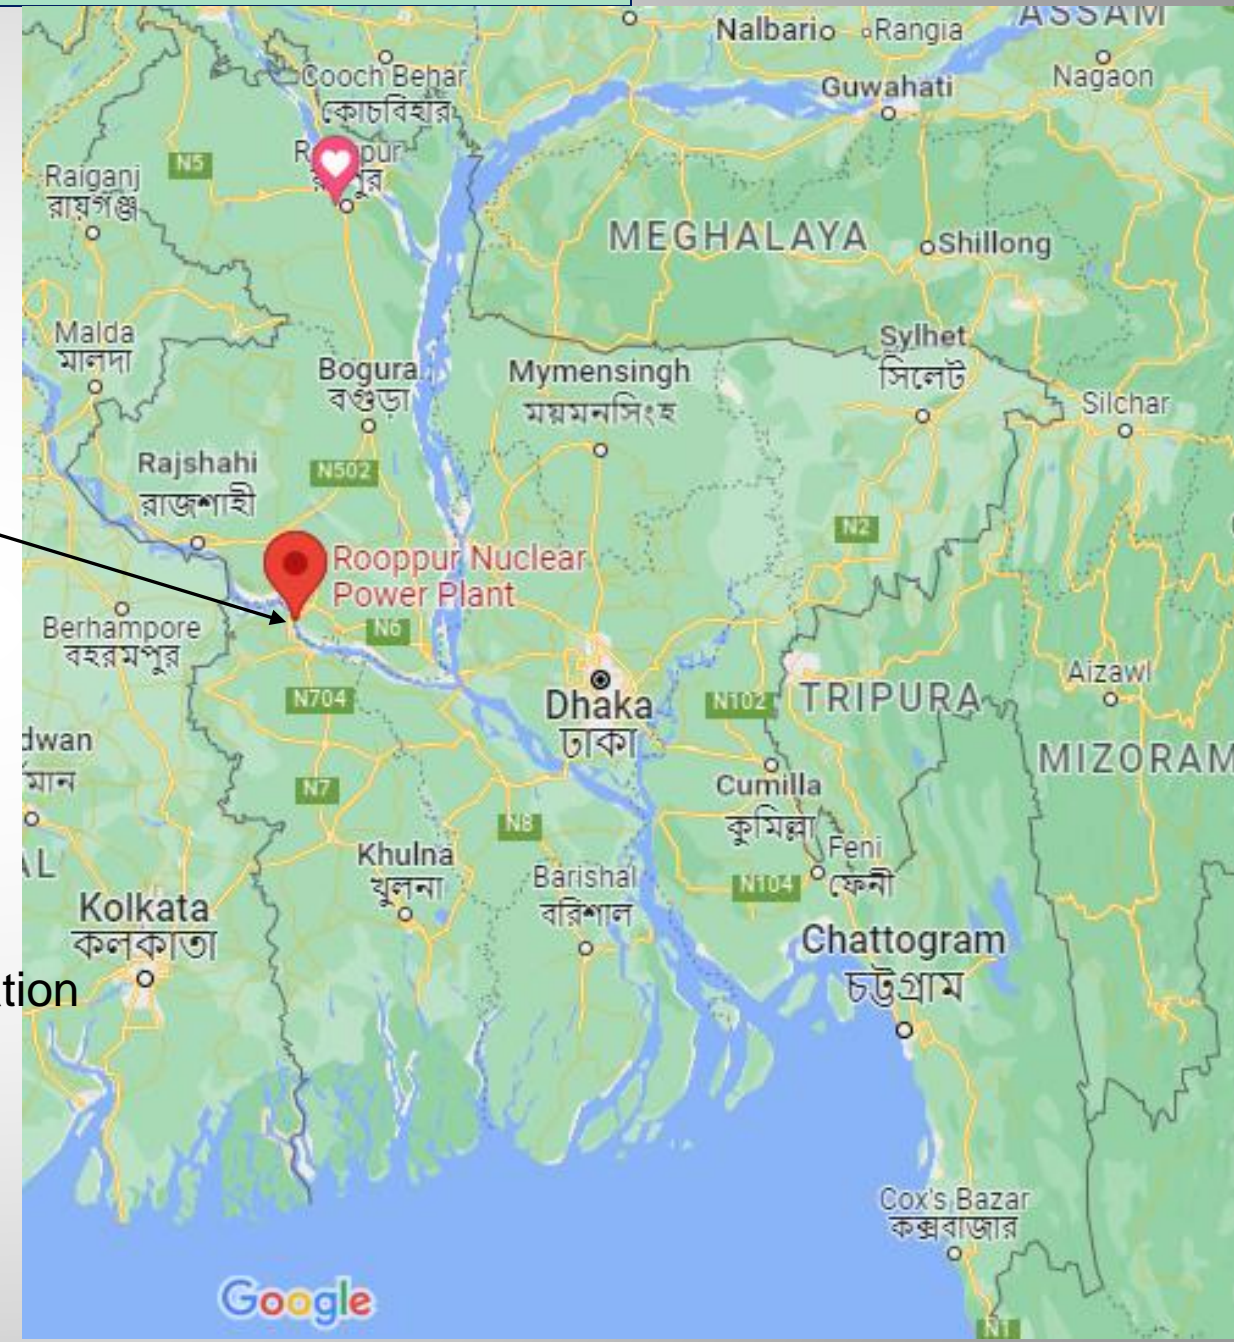 ASSAM
Nalbari
Rangia
Nagaon
Guwahati
Cooch Behar
কোচবিহার
N5
Raiganj
রায়গঞ্জ
MEGHALAYA
Shillong
Malda
মালদা
Sylhet
সিলেট
Bogura
বগুড়া
Mymensingh
ময়মনসিংহ
Silchar
Rajshahi
রাজশাহী
N502
N2
Rooppur Nuclear
Power Plant
N6
Berhampore
বহরমপুর
Aizawl
N704
Dhaka
ঢাকা
N102
TRIPURA
MIZORAM
N7
Cumilla
কুমিল্লা
N8
Khulna
খুলনা
Feni
ফেনী
Barishal
বরিশাল
N104
Kolkata
কলকাতা
Chattogram
চট্টগ্রাম
Cox's Bazar
কক্সবাজার
Google
N1